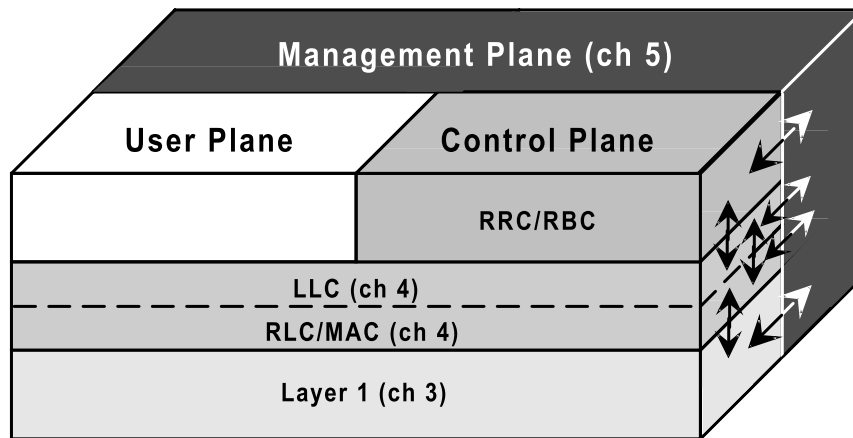 Management Plane (ch 5)
User Plane
Control Plane
RRC/RBC
LLC (ch 4)
RLC/MAC (ch 4)
Layer 1 (ch 3)